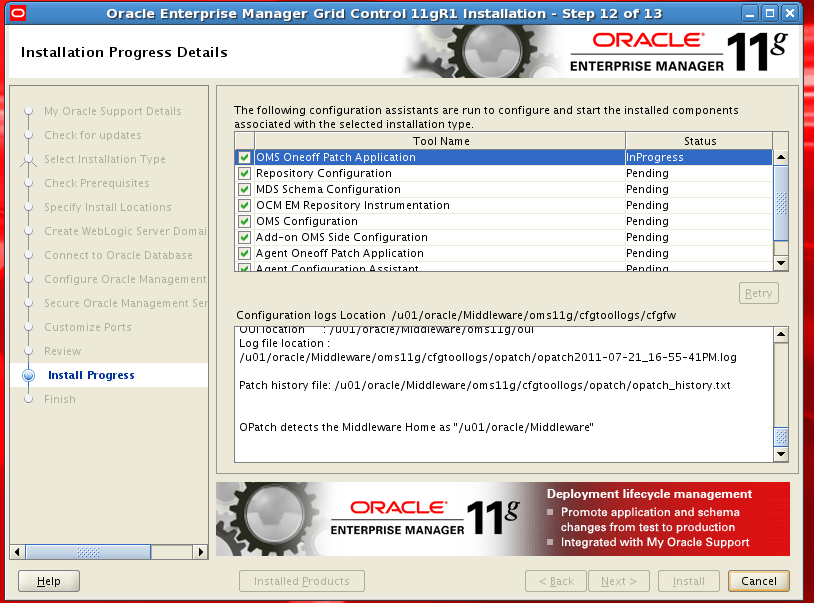 Oracle Enterprise Manager Grid Control 11gR1 Installation - Step 12 of 13
Installation Progress Details
ORACLE
ENTERPRISE MANAGER 11g
My Oracle Support Details
Check for updates
Select Installation Type
Check Prerequisites
Specify Install Locations
Create WebLogic Server Domai
Connect to Oracle Database
Configure Oracle Management
Secure Oracle Management Ser
Customize Ports
Review
Install Progress
Finish
The following configuration assistants are run to configure and start the installed components
associated with the selected installation type.
Tool Name Status
OMS Oneoff Patch Application InProgress
Repository Configuration Pending
MDS Schema Configuration Pending
OCM EM Repository Instrumentation Pending
OMS Configuration Pending
Add-on OMS Side Configuration Pending
Agent Oneoff Patch Application Pending
Agent Configuration Assistant Pending
Retry
Configuration logs Location /u01/oracle/Middleware/oms11g/cfgtoollogs/cfgfw
OUI location : /u01/oracle/Middleware/oms11g/oui
Log file location :
/u01/oracle/Middleware/oms11g/cfgtoollogs/opatch/opatch2011-07-21_16-55-41PM.log
Patch history file: /u01/oracle/Middleware/oms11g/cfgtoollogs/opatch/opatch_history.txt
OPatch detects the Middleware Home as "/u01/oracle/Middleware"
ORACLE
ENTERPRISE MANAGER 11g
Deployment lifecycle management
Promote application and schema
changes from test to production
Integrated with My Oracle Support
Help
Installed Products
< Back
Next >
Install
Cancel